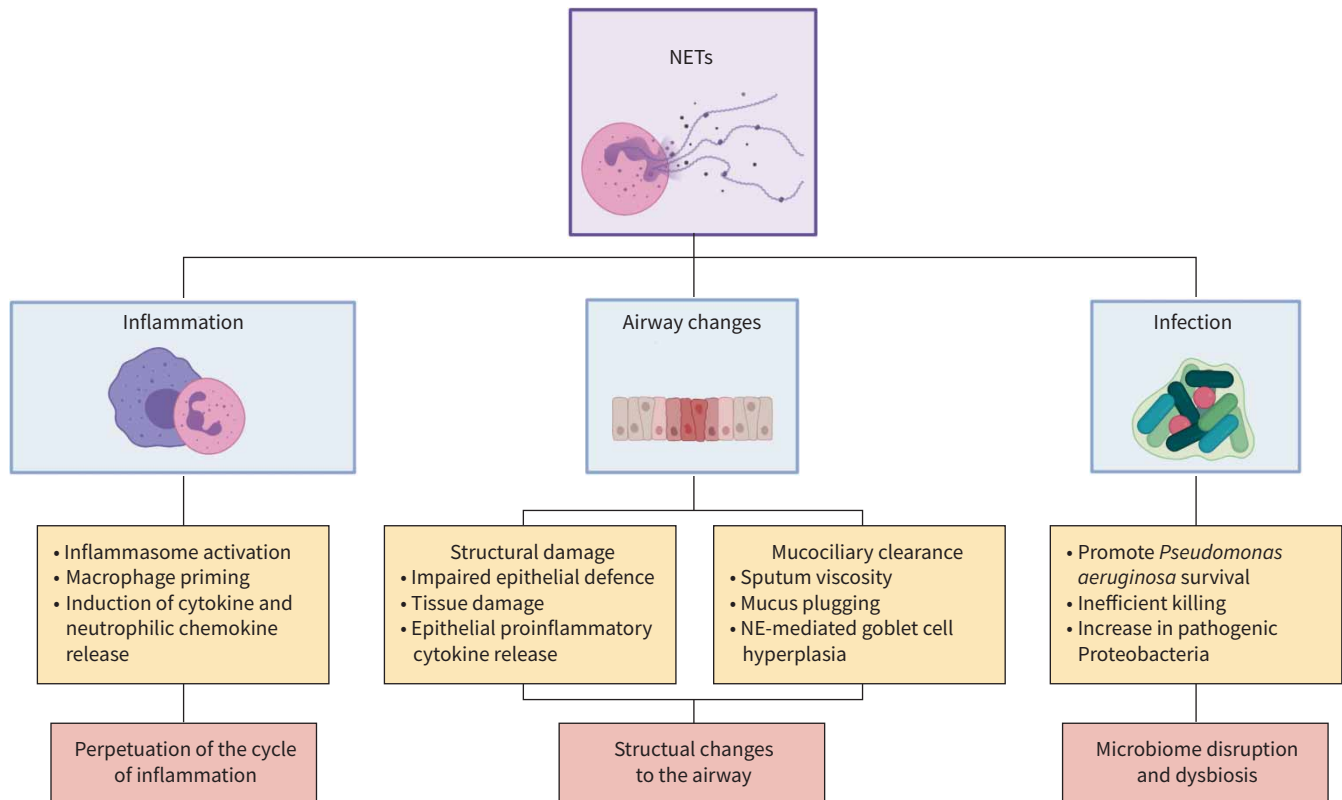 NETs
Inflammation
Airway changes
Infection
• Inflammasome activation
• Macrophage priming
• Induction of cytokine and
neutrophilic chemokine
release
Structural damage
• Impaired epithelial defence
• Tissue damage
• Epithelial proinflammatory
cytokine release
Mucociliary clearance
• Sputum viscosity
• Mucus plugging
• NE-mediated goblet cell
hyperplasia
• Promote Pseudomonas
aeruginosa survival
• Inefficient killing
• Increase in pathogenic
Proteobacteria
Perpetuation of the cycle
of inflammation
Structual changes
to the airway
Microbiome disruption
and dysbiosis